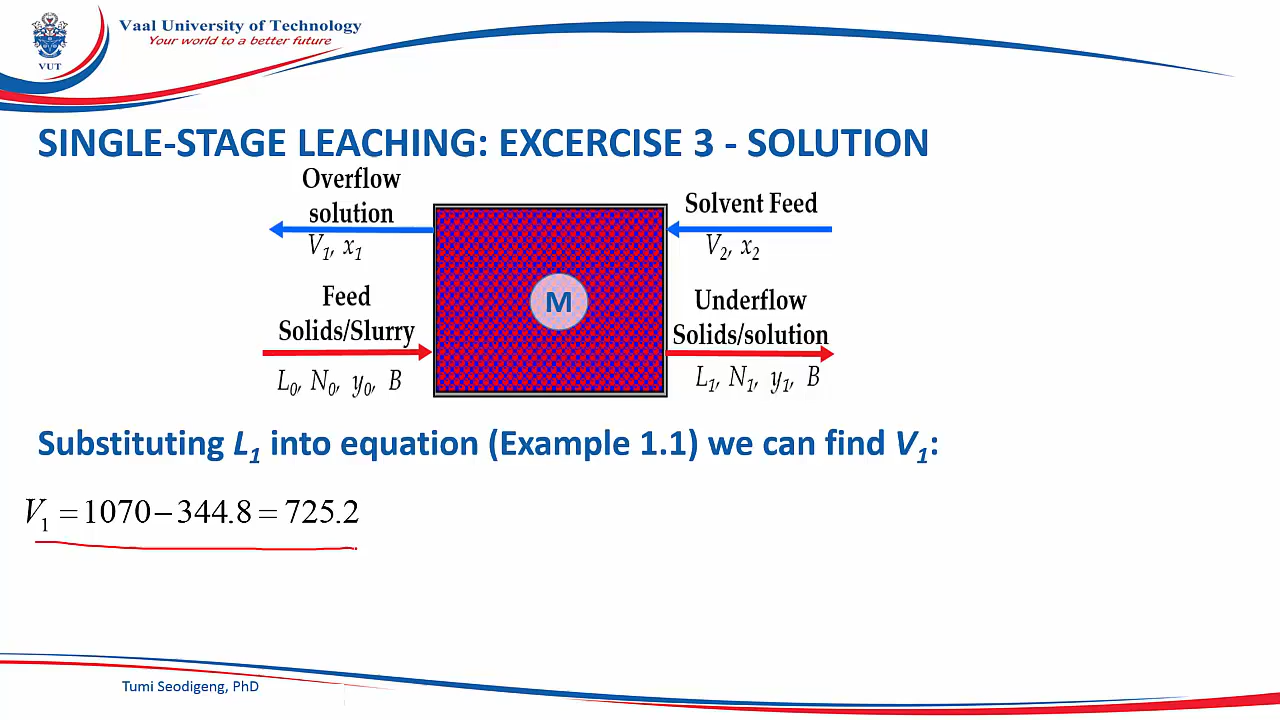 Vaal University of Technology
Your world to a better future
VUT
SINGLE-STAGE LEACHING: EXCERCISE 3 - SOLUTION
Overflow
solution
V1, x1
Solvent Feed
V2, x2
M
Feed
Solids/Slurry
L0, N0, y0, B
Underflow
Solids/solution
L1, N1, y1, B
Substituting L1 into equation (Example 1.1) we can find V1:
V1 = 1070 − 344.8 = 725.2
Tumi Seodigeng, PhD